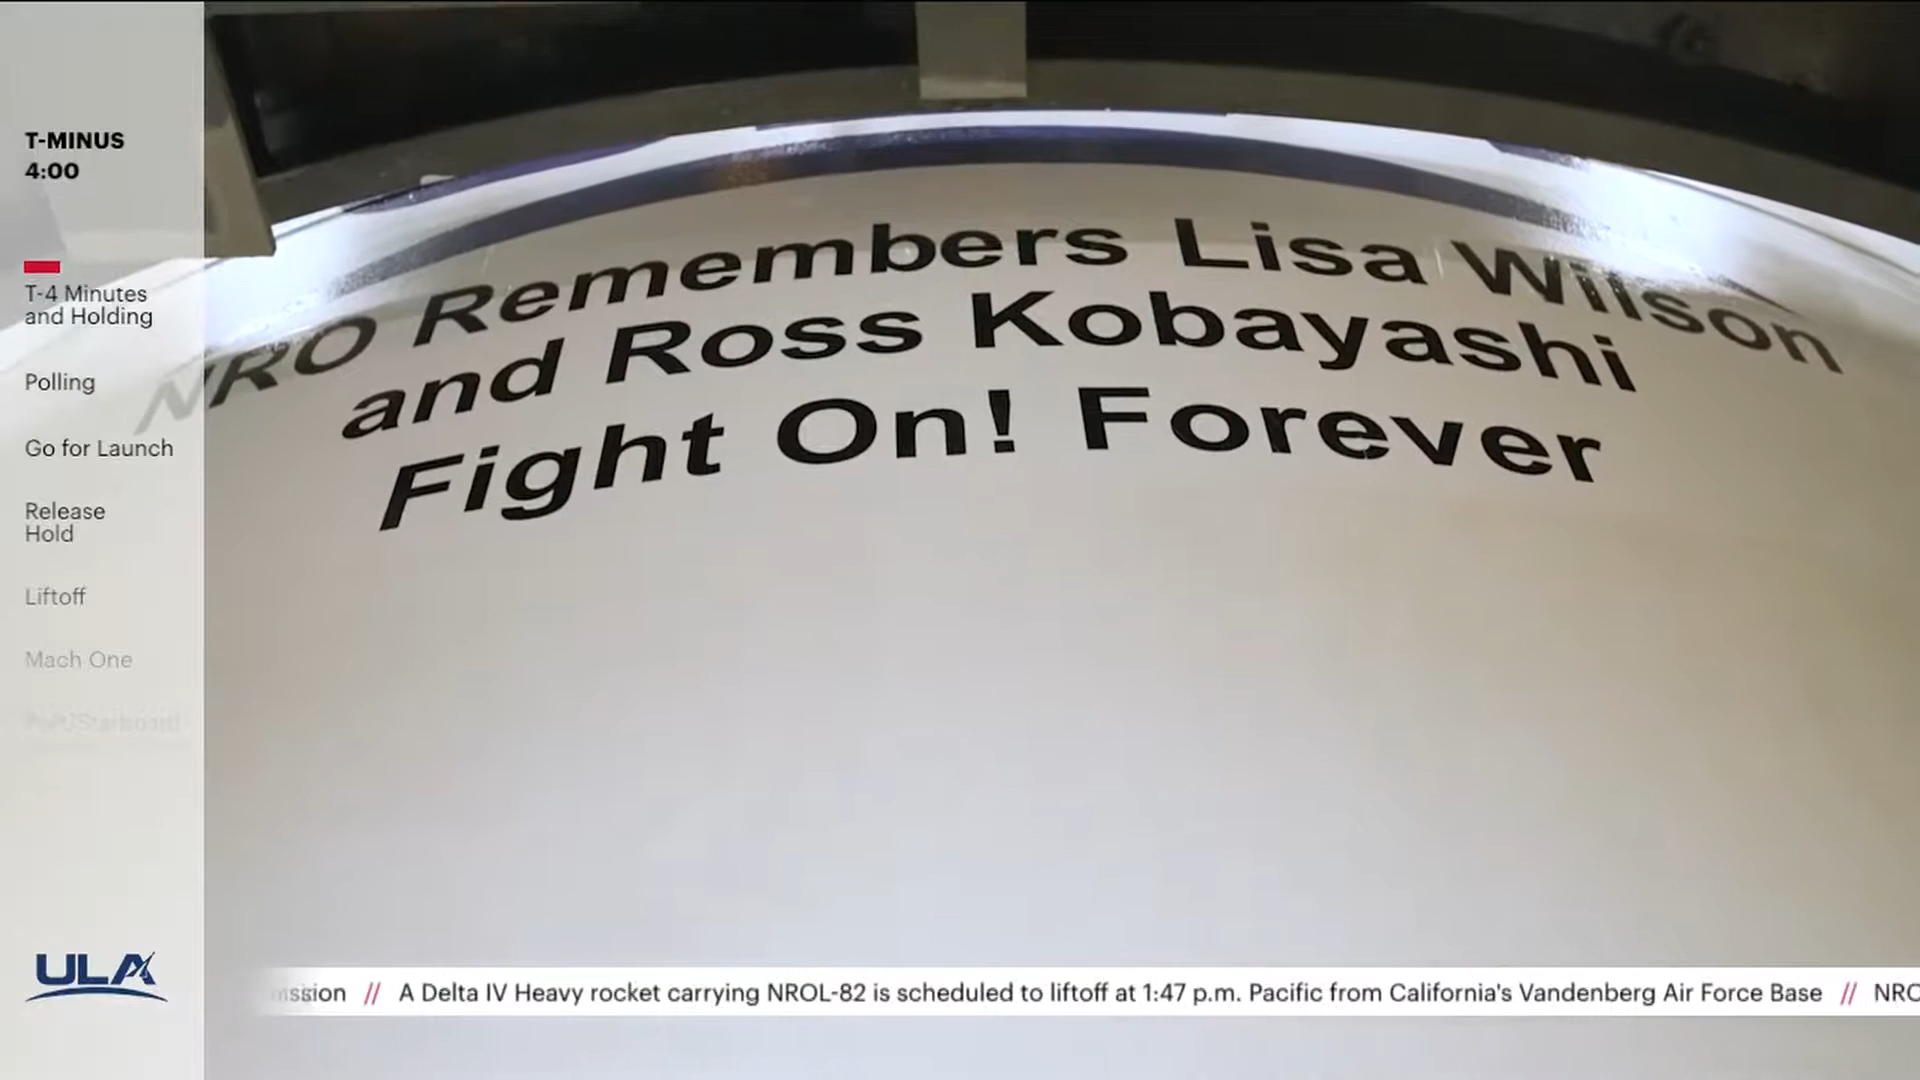 T-MINUS
4:00
T-4 Minutes
and Holding
Polling
Go for Launch
Release
Hold
Liftoff
Mach One
ULA
NRO Remembers Lisa Wilson
and Ross Kobayashi
Fight On! Forever
// A Delta IV Heavy rocket carrying NROL-82 is scheduled to liftoff at 1:47 p.m. Pacific from California's Vandenberg Air Force Base //